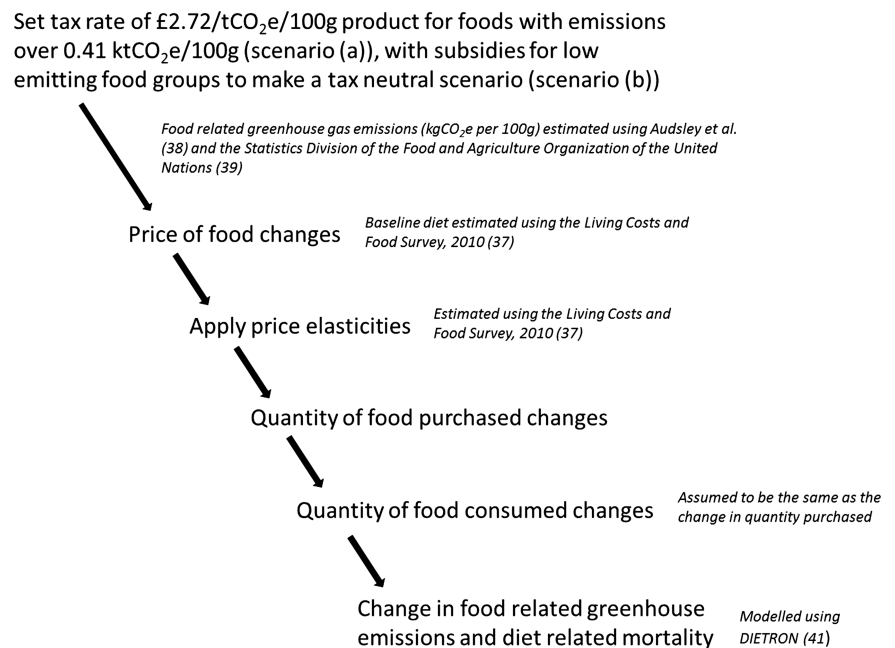 Set tax rate of £2.72/tCO₂e/100g product for foods with emissions
over 0.41 ktCO₂e/100g (scenario (a)), with subsidies for low
emitting food groups to make a tax neutral scenario (scenario (b))
Food related greenhouse gas emissions (kgCO₂e per 100g) estimated using Audsley et al.
(38) and the Statistics Division of the Food and Agriculture Organization of the United
Nations (39)
Price of food changes
Baseline diet estimated using the Living Costs and
Food Survey, 2010 (37)
Apply price elasticities
Estimated using the Living Costs and
Food Survey, 2010 (37)
Quantity of food purchased changes
Quantity of food consumed changes
Assumed to be the same as the
change in quantity purchased
Change in food related greenhouse
emissions and diet related mortality
Modelled using
DIETRON (41)